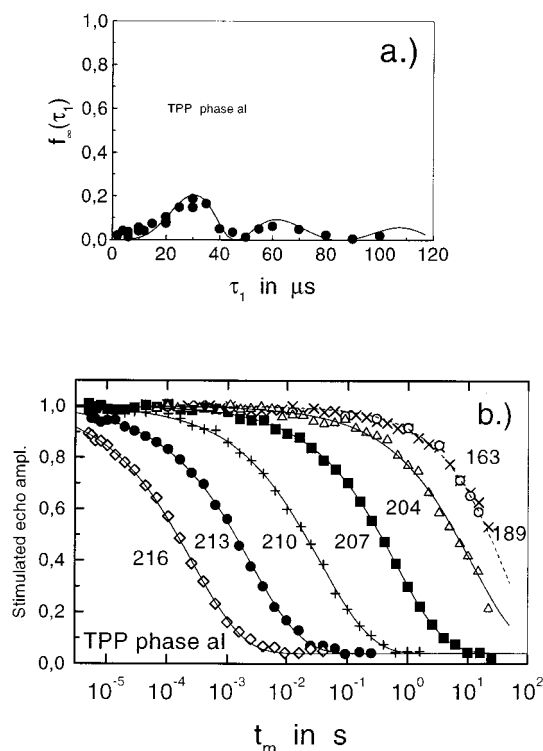 a.)
1,0
0,8
0,6
0,4
0,2
0,0
f∞(τ1)
TPP phase al
0 20 40 60 80 100 120
τ1 in μs
b.)
1,0
0,8
0,6
0,4
0,2
0,0
Stimulated echo ampl.
163
189
204
207
210
213
216
TPP phase al
10-5 10-4 10-3 10-2 10-1 100 101 102
tm in s